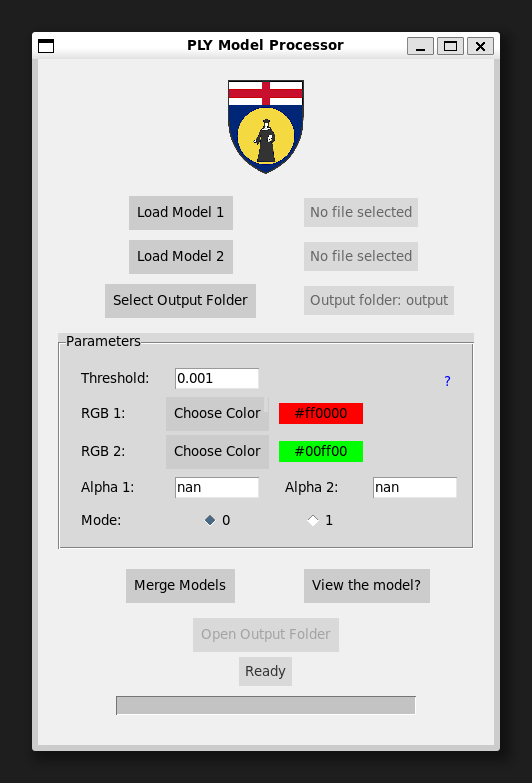 PLY Model Processor
Load Model 1 No file selected
Load Model 2 No file selected
Select Output Folder Output folder: output
Parameters
Threshold: 0.001 ?
RGB 1: Choose Color #ff0000
RGB 2: Choose Color #00ff00
Alpha 1: nan Alpha 2: nan
Mode: 0 1
Merge Models View the model?
Open Output Folder
Ready